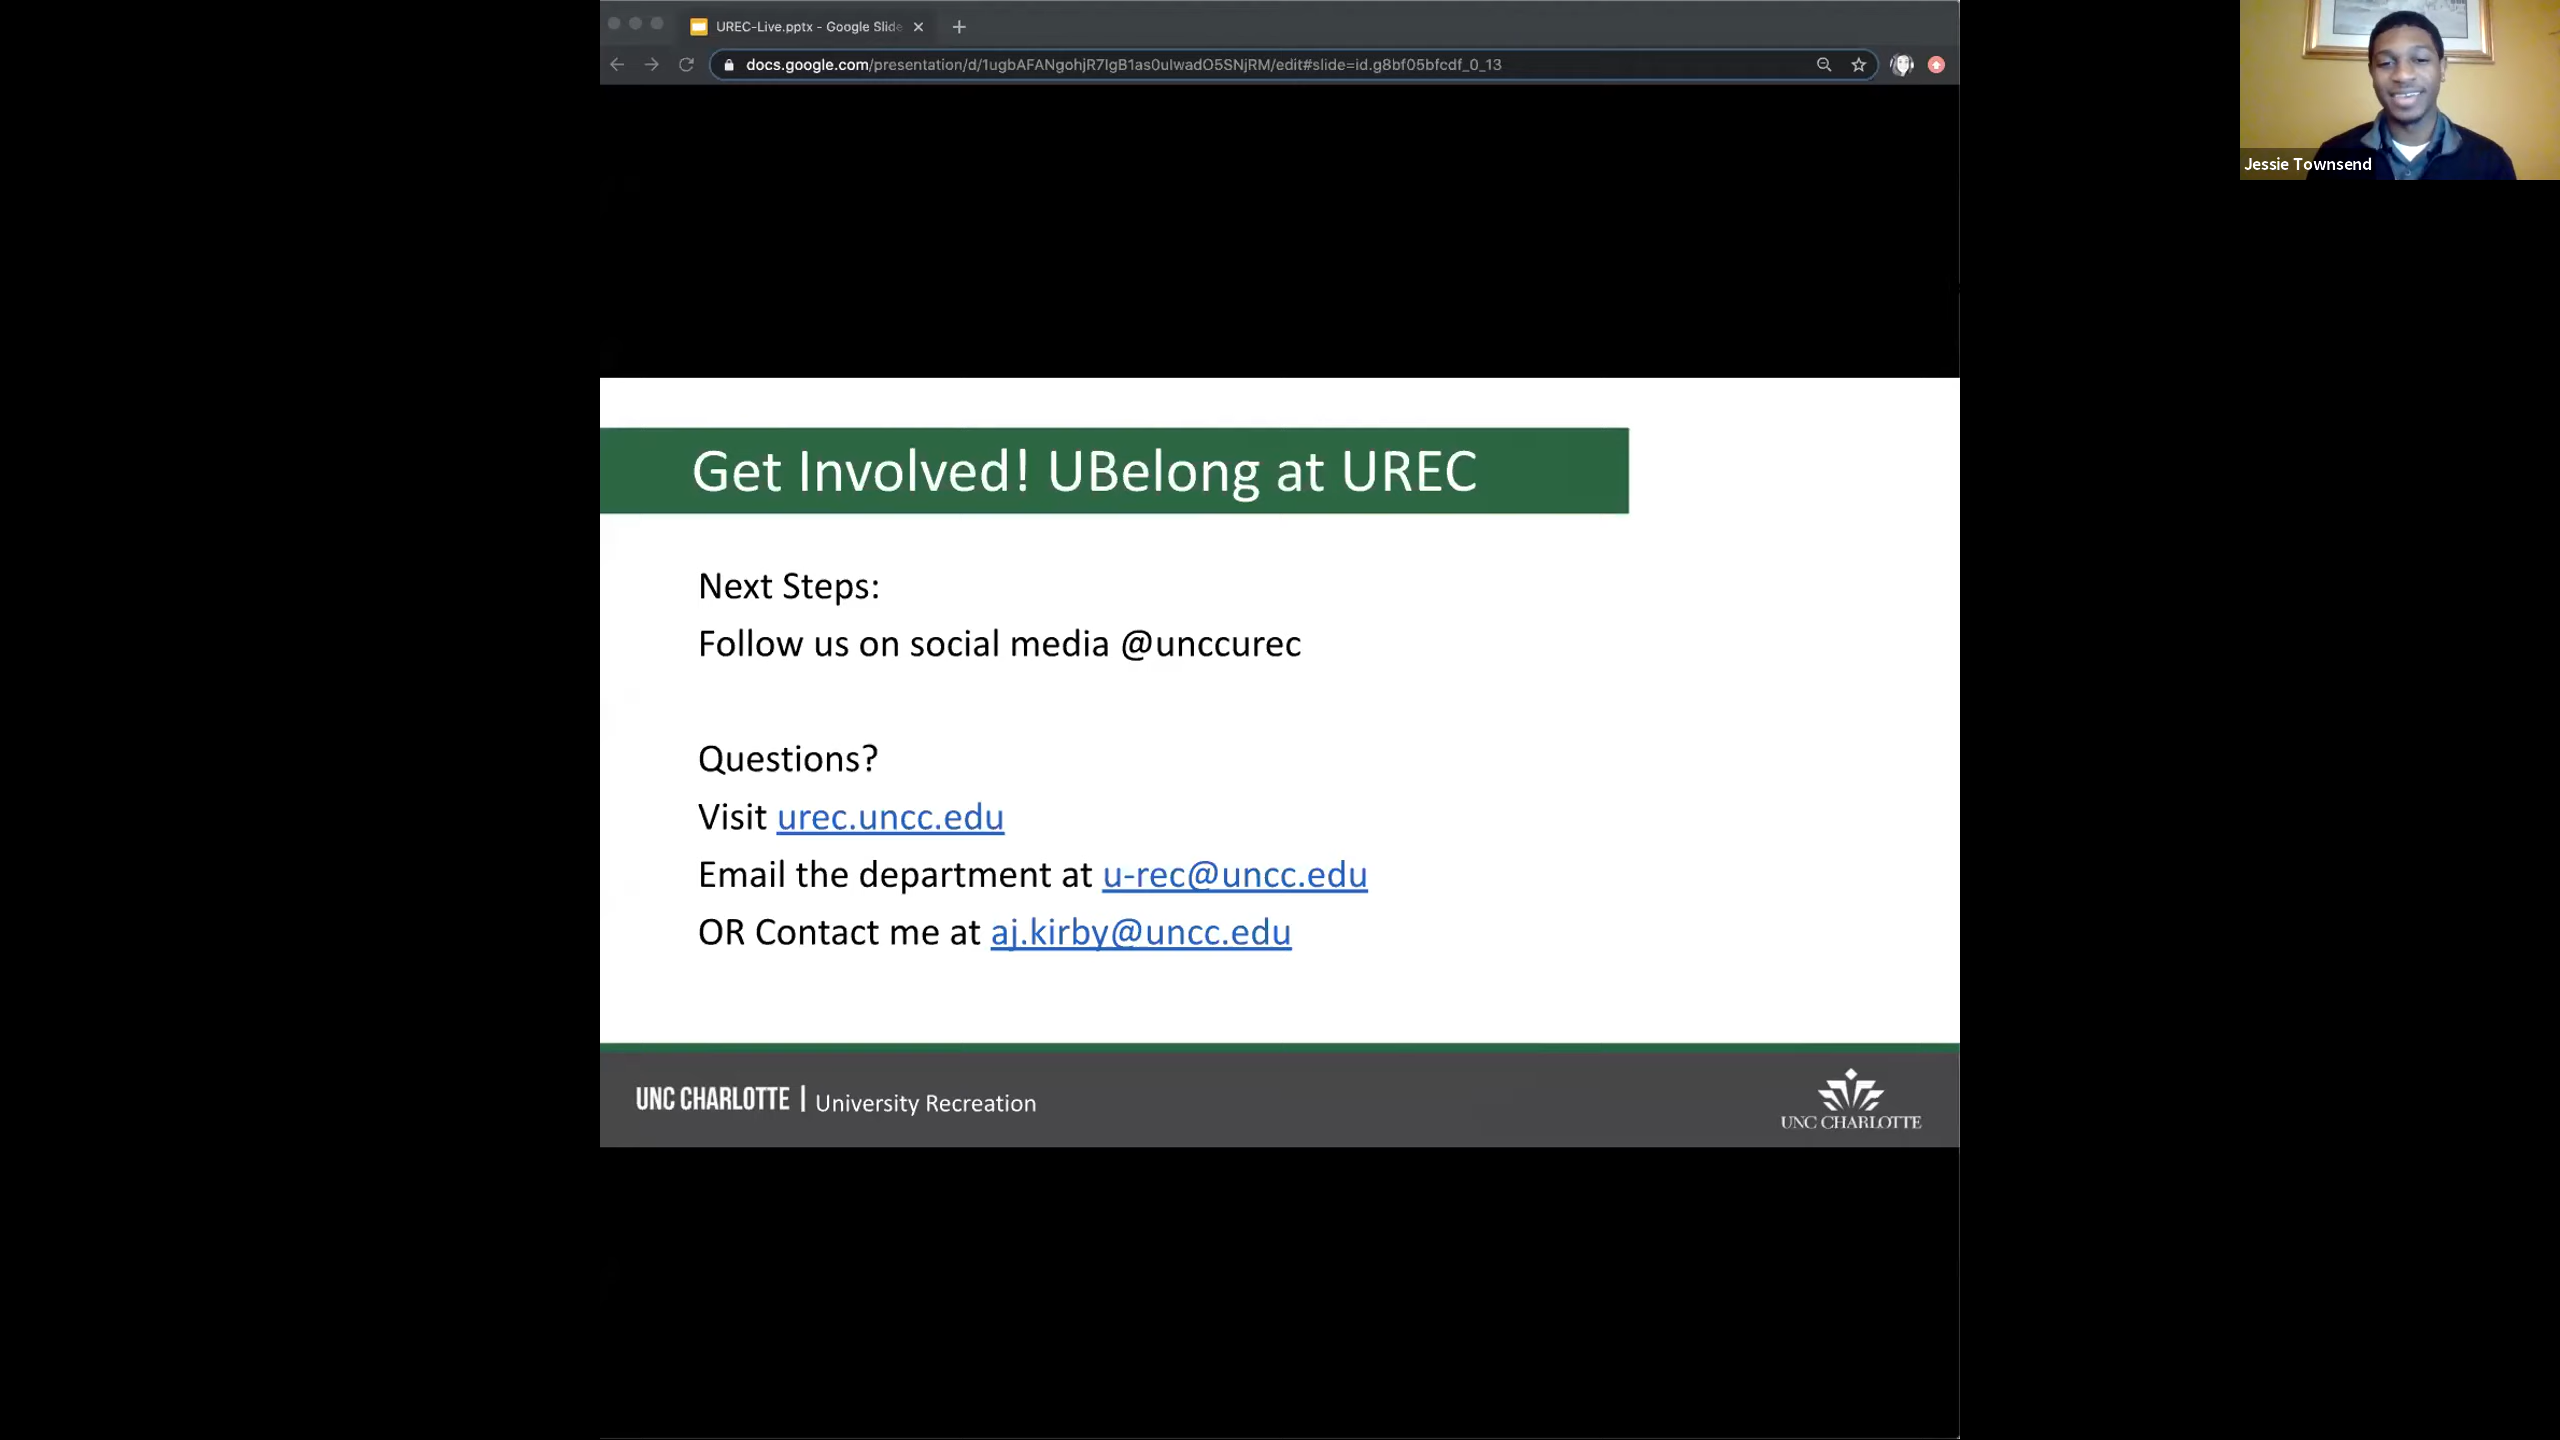 UREC-Live.pptx - Google Slide
docs.google.com/presentation/d/1ugbAFANgohjR7IgB1as0ulwadO5SNjRM/edit#slide=id.g8bf05bfcdf_0_13
Jessie Townsend
Get Involved! UBelong at UREC
Next Steps:
Follow us on social media @unccurec
Questions?
Visit urec.uncc.edu
Email the department at u-rec@uncc.edu
OR Contact me at aj.kirby@uncc.edu
UNC CHARLOTTE | University Recreation
UNC CHARLOTTE